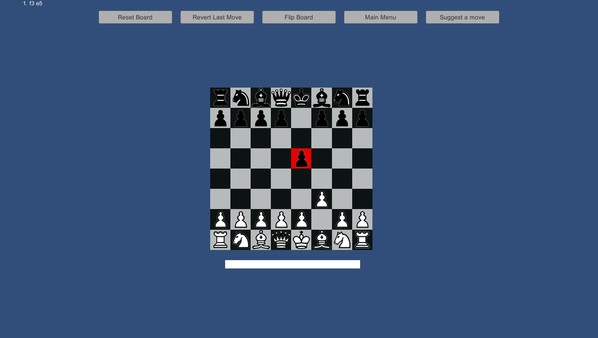 1. f3 e5
Reset Board
Revert Last Move
Flip Board
Main Menu
Suggest a move